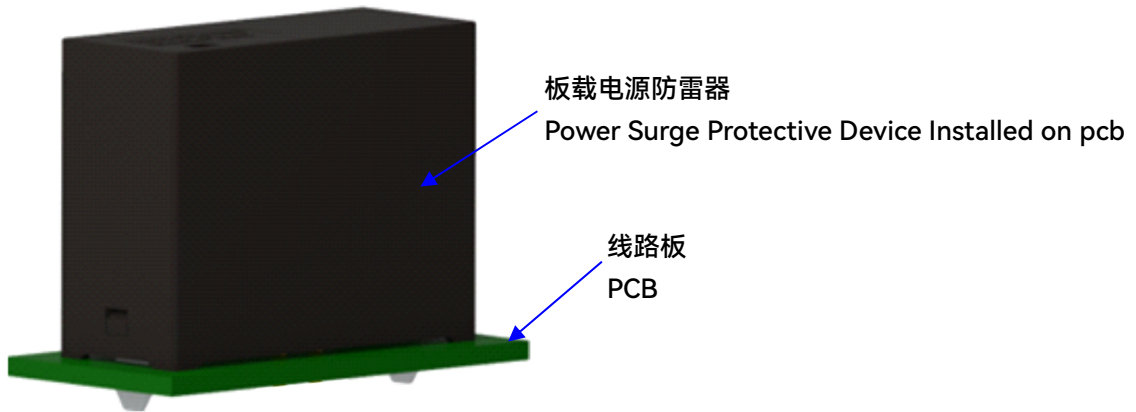 板载电源防雷器
Power Surge Protective Device Installed on pcb
线路板
PCB